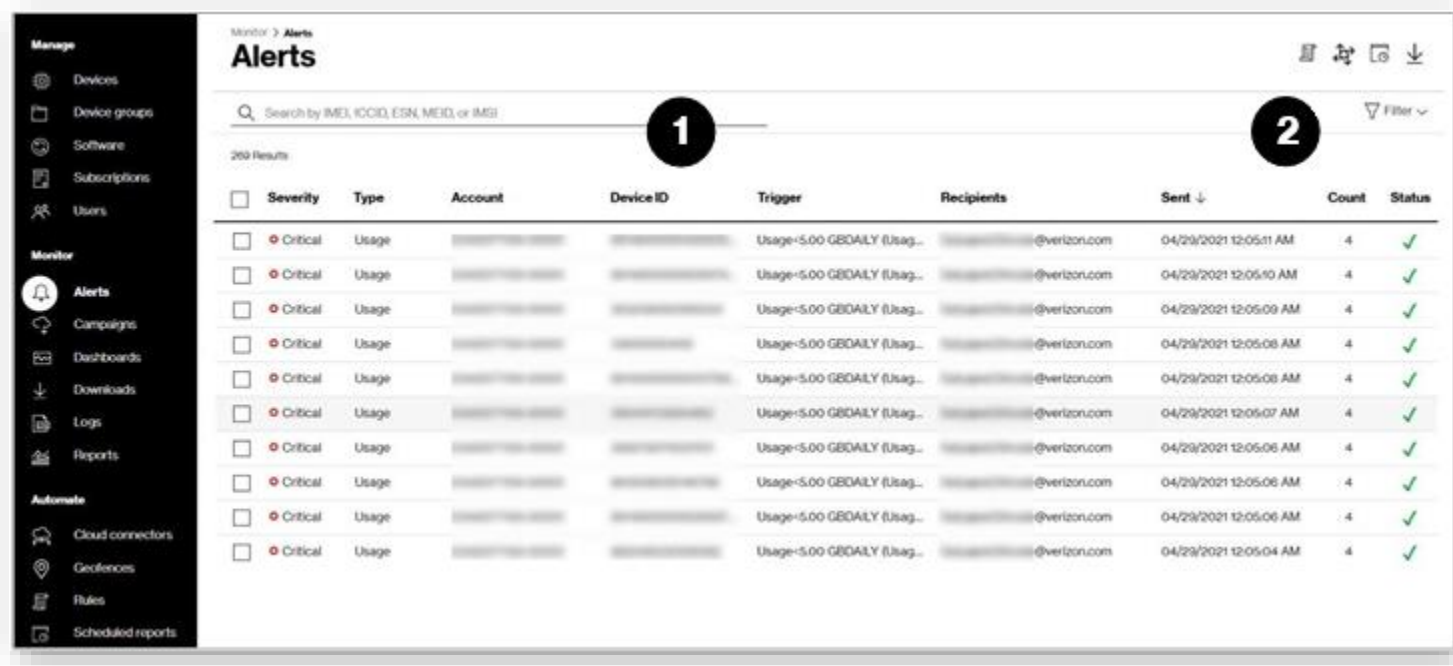 Manage
Devices
Device groups
Software
Subscriptions
Users
Monitor
Alerts
Campaigns
Dashboards
Downloads
Logs
Reports
Automate
Cloud connectors
Geofences
Rules
Scheduled reports
Monitor > Alerts
Alerts
Search by IMEI, ICCID, ESN, MEID, or IMSI
1
2
Filter
269 Results
Severity Type Account Device ID Trigger Recipients Sent ↓ Count Status
Critical Usage Usage<5.00 GBDAILY (Usag... @verizon.com 04/29/2021 12:05:11 AM 4
Critical Usage Usage<5.00 GBDAILY (Usag... @verizon.com 04/29/2021 12:05:10 AM 4
Critical Usage Usage<5.00 GBDAILY (Usag... @verizon.com 04/29/2021 12:05:09 AM 4
Critical Usage Usage<5.00 GBDAILY (Usag... @verizon.com 04/29/2021 12:05:08 AM 4
Critical Usage Usage<5.00 GBDAILY (Usag... @verizon.com 04/29/2021 12:05:08 AM 4
Critical Usage Usage<5.00 GBDAILY (Usag... @verizon.com 04/29/2021 12:05:07 AM 4
Critical Usage Usage<5.00 GBDAILY (Usag... @verizon.com 04/29/2021 12:05:06 AM 4
Critical Usage Usage<5.00 GBDAILY (Usag... @verizon.com 04/29/2021 12:05:06 AM 4
Critical Usage Usage<5.00 GBDAILY (Usag... @verizon.com 04/29/2021 12:05:06 AM 4
Critical Usage Usage<5.00 GBDAILY (Usag... @verizon.com 04/29/2021 12:05:04 AM 4